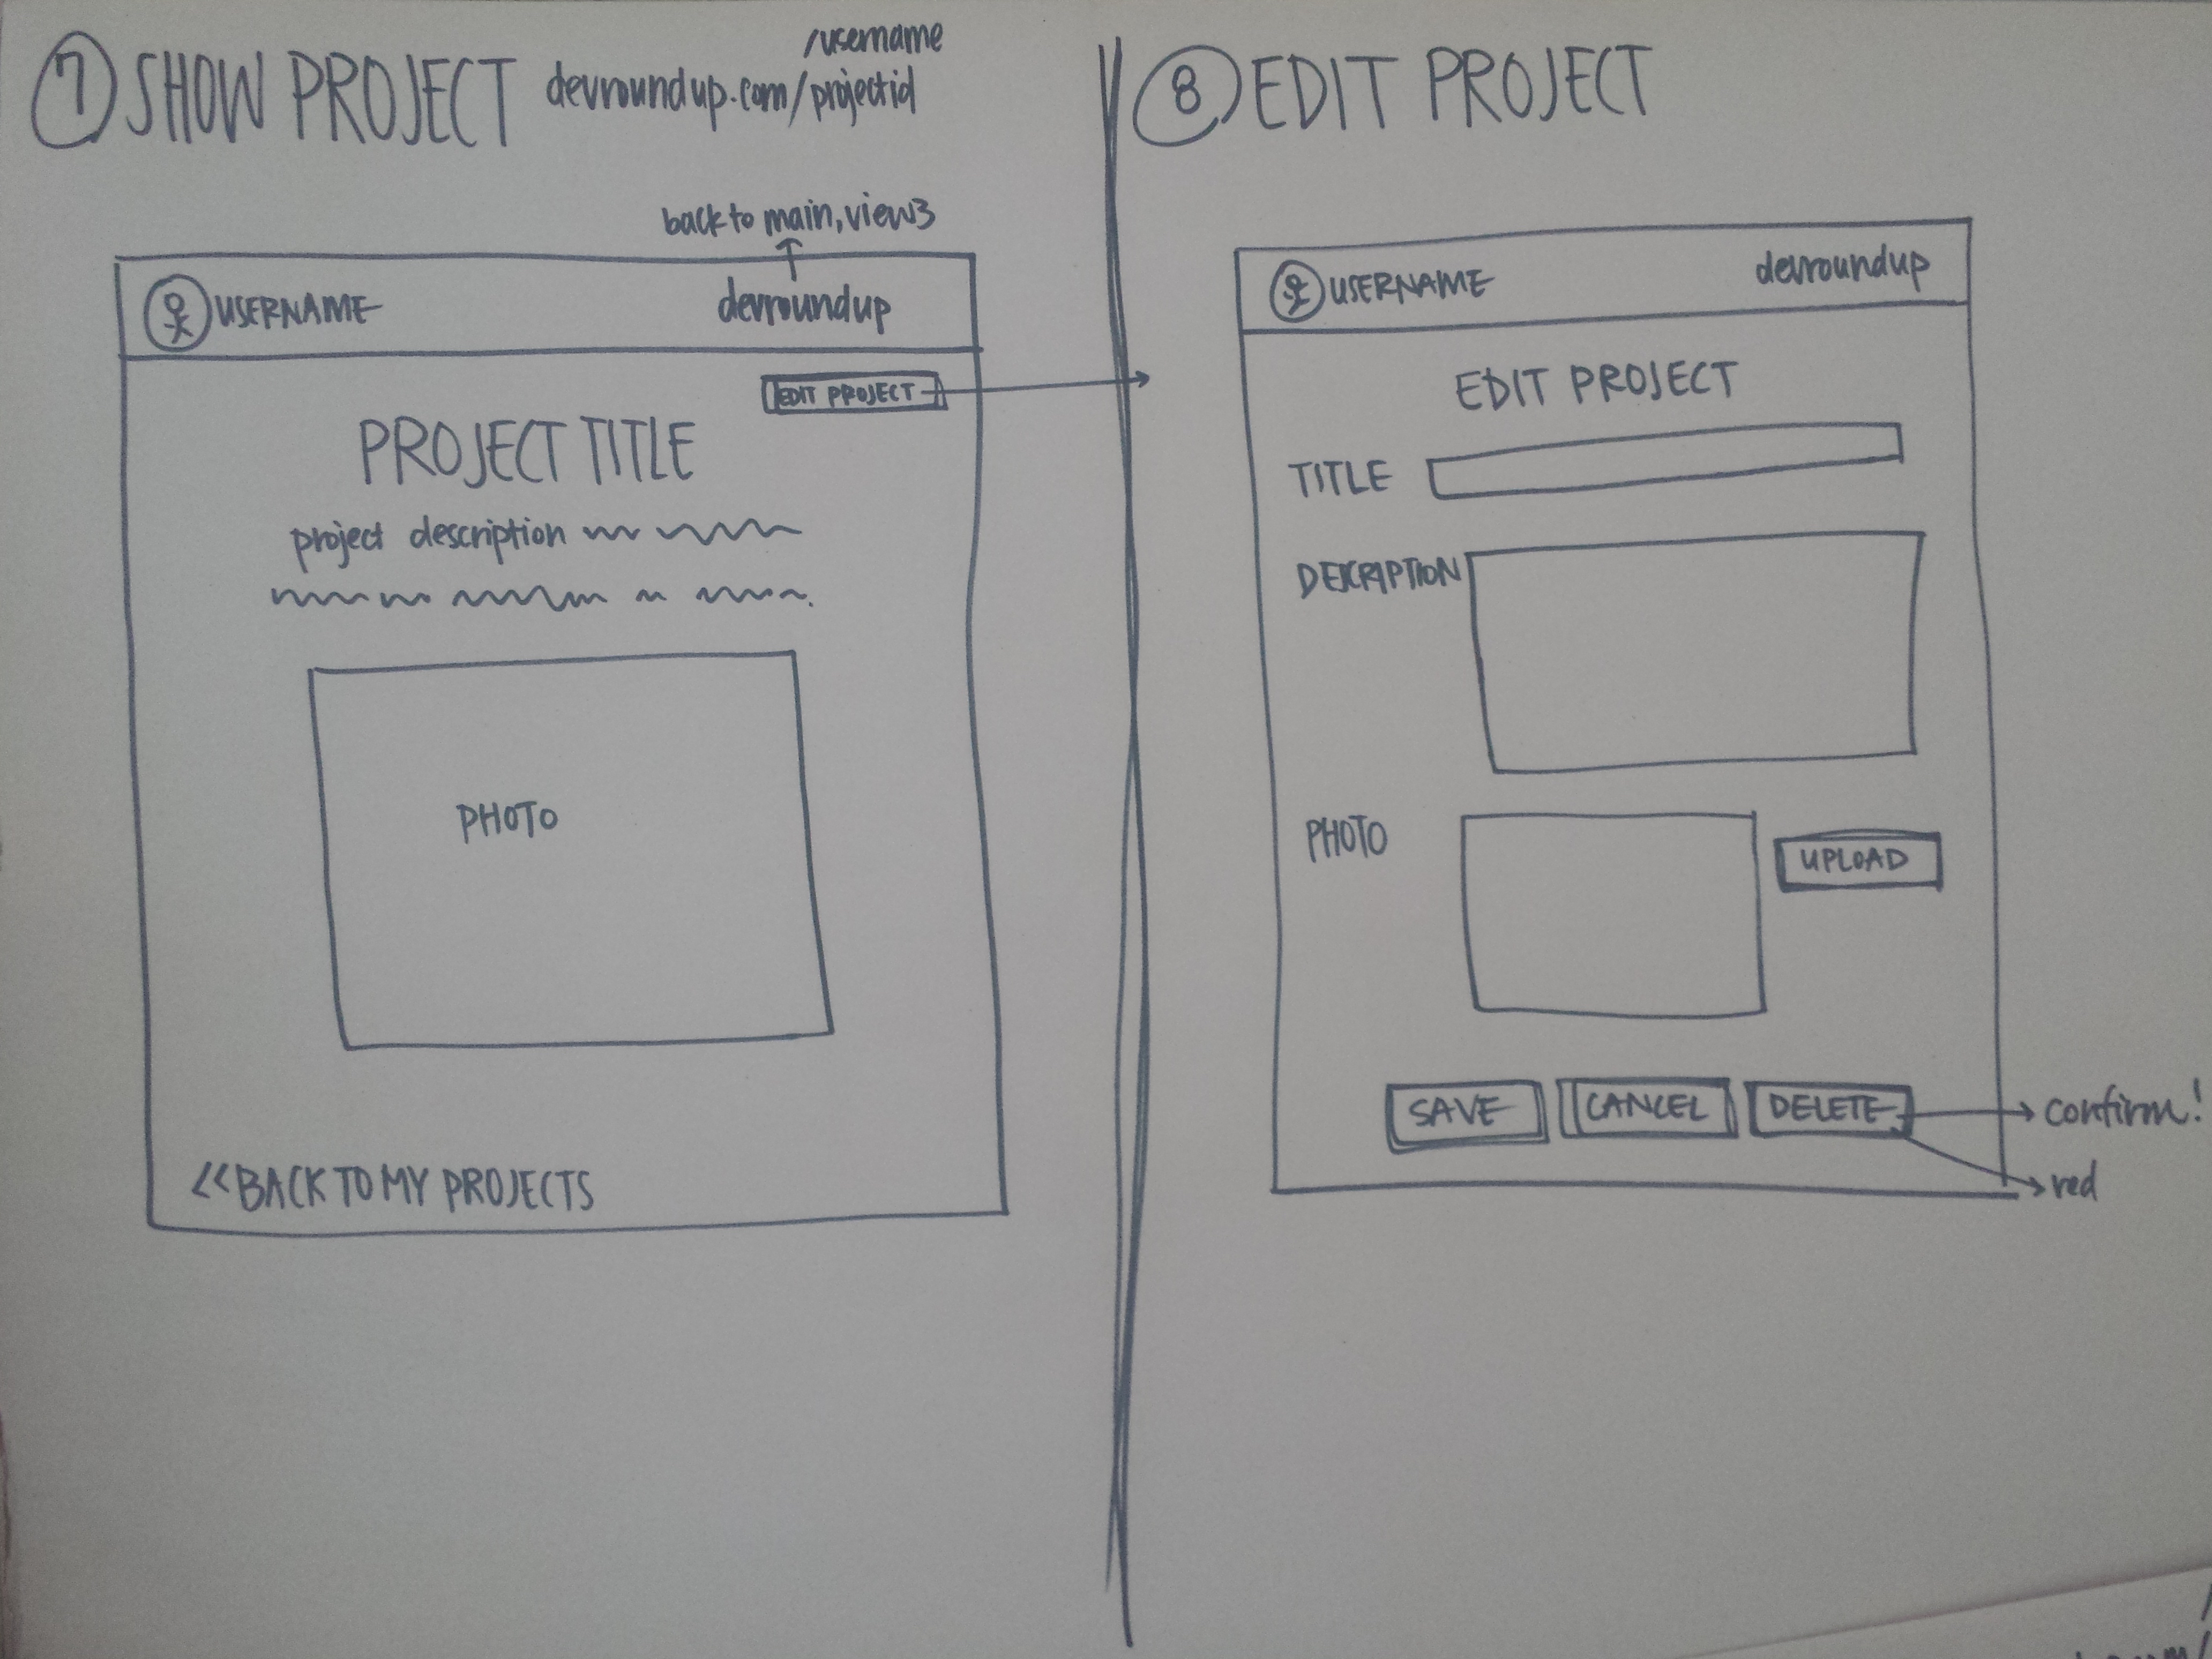 7 SHOW PROJECT
/username
devroundup.com/projectid
back to main, view3
USERNAME
devroundup
EDIT PROJECT
PROJECT TITLE
project description
PHOTO
<<BACK TO MY PROJECTS
8 EDIT PROJECT
USERNAME
devroundup
EDIT PROJECT
TITLE
DESCRIPTION
PHOTO
UPLOAD
SAVE
CANCEL
DELETE
confirm!
red